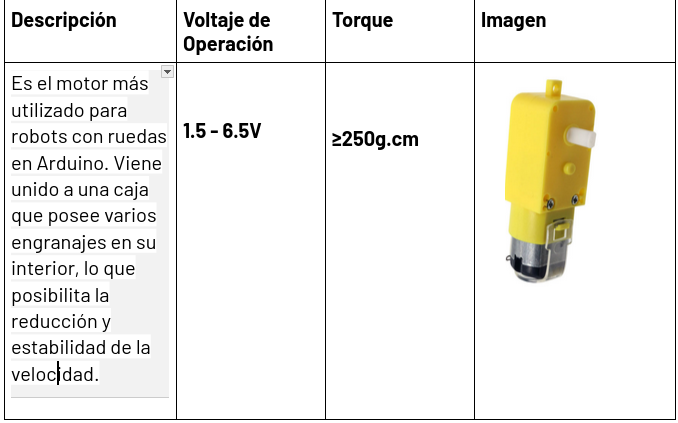 Descripción
Voltaje de
Operación
Torque
Imagen
Es el motor más
utilizado para
robots con ruedas
en Arduino. Viene
unido a una caja
que posee varios
engranajes en su
interior, lo que
posibilita la
reducción y
estabilidad de la
velocidad.
1.5 - 6.5V
≥250g.cm